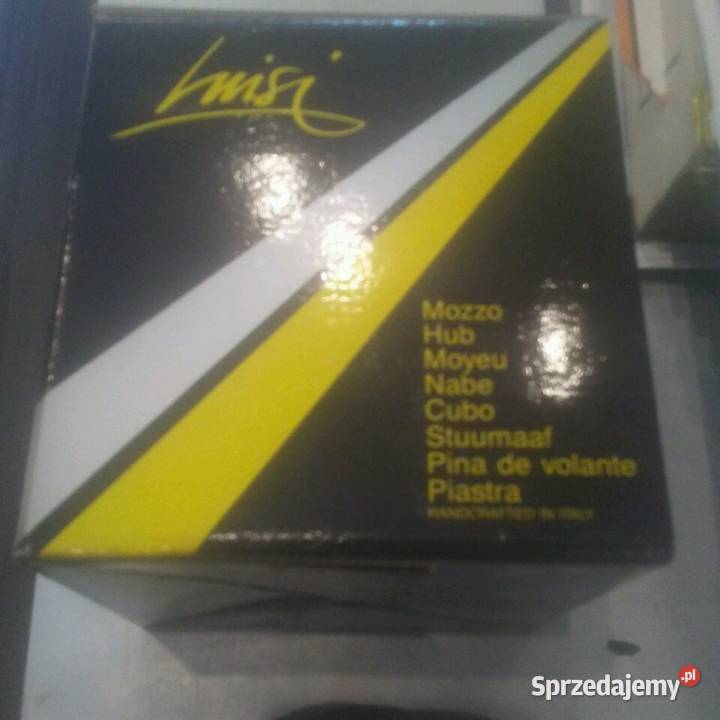 Luisi
Mozzo
Hub
Moyeu
Nabe
Cubo
Stuurnaaf
Pina de volante
Piastra
HANDCRAFTED IN ITALY
Sprzedajemy.pl